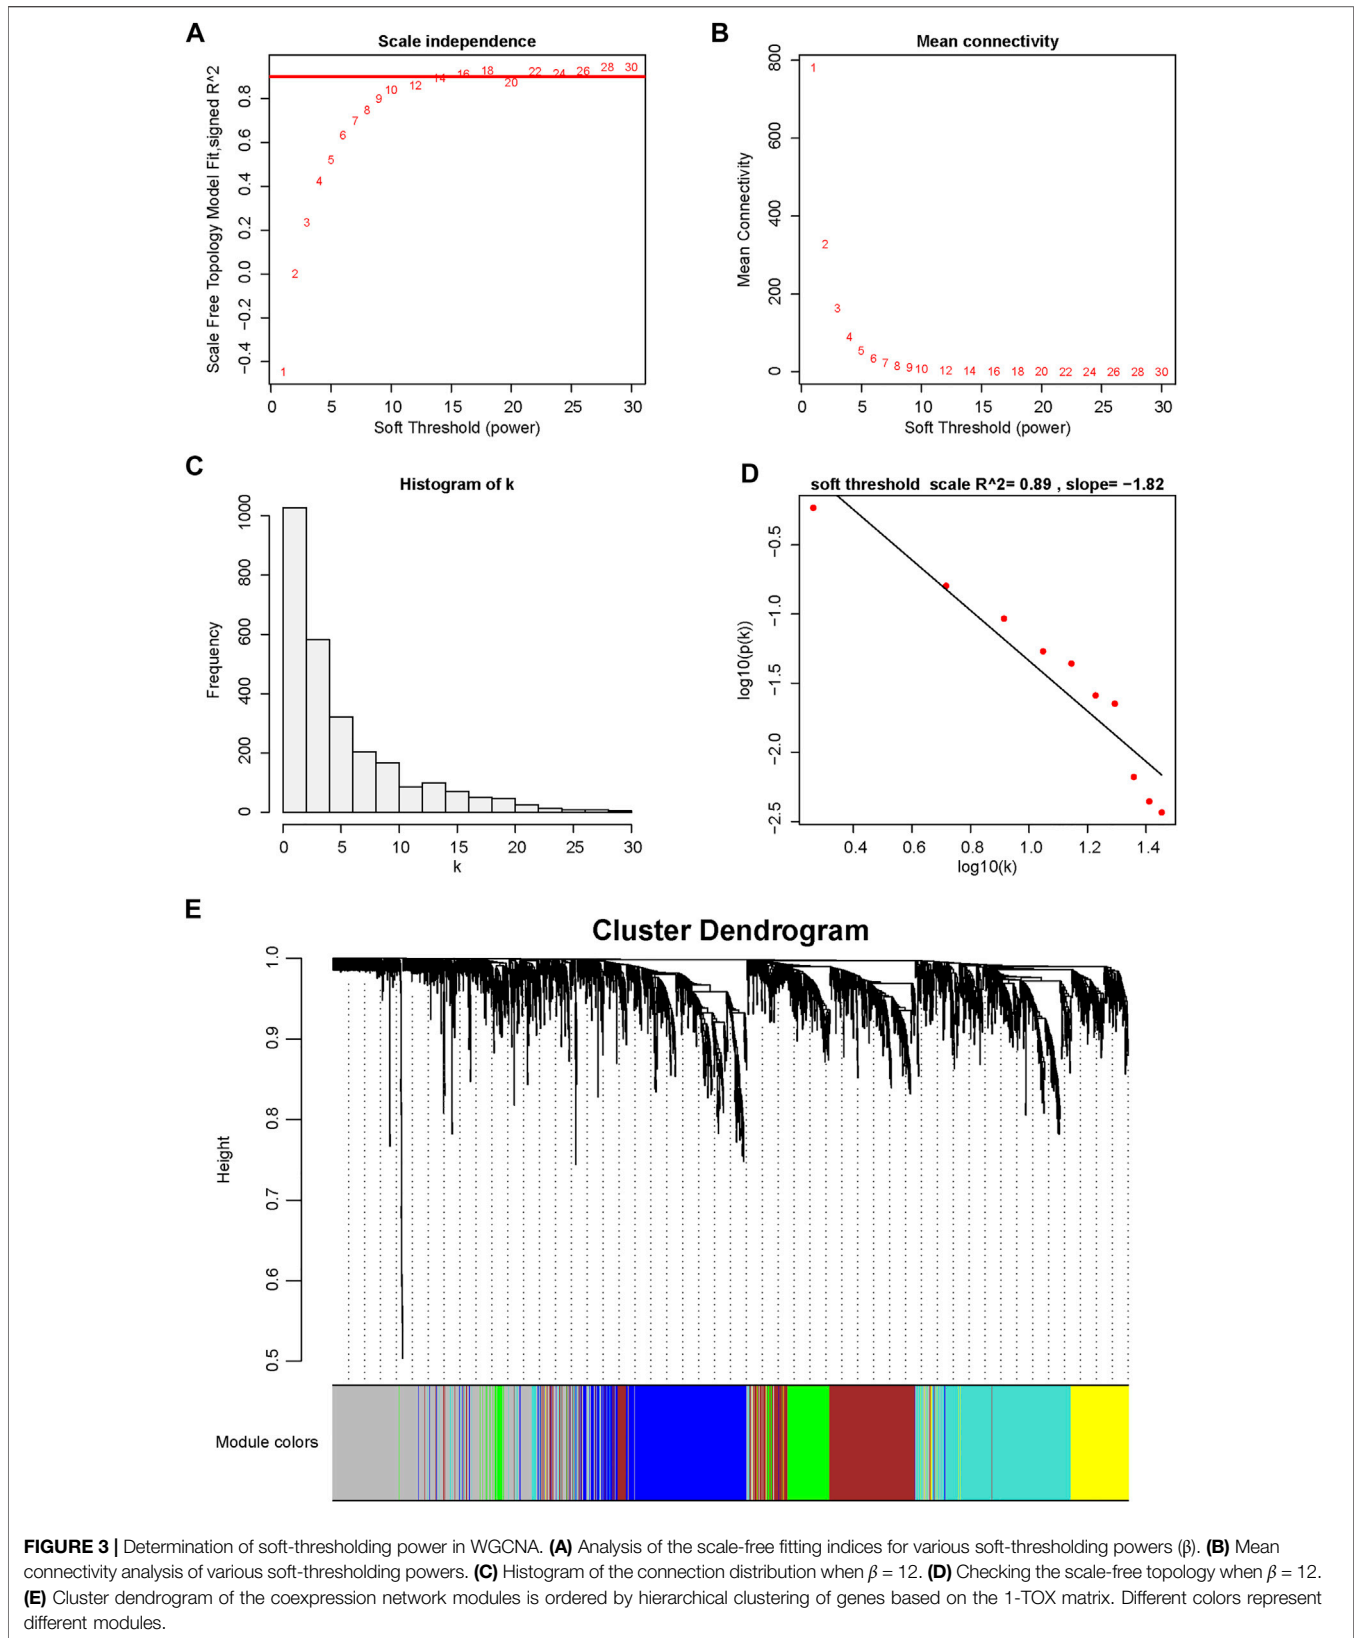 A
Scale independence
Scale Free Topology Model Fit,signed R^2
0.8
0.6
0.4
0.2
0.0
−0.2
−0.4
1
2
3
4
5
6
7
8
9
10
12
14
16
18
20
22
24
26
28
30
0 5 10 15 20 25 30
Soft Threshold (power)
B
Mean connectivity
Mean Connectivity
800
600
400
200
0
1
2
3
4
5
6
7
8
9
10
12
14
16
18
20
22
24
26
28
30
0 5 10 15 20 25 30
Soft Threshold (power)
C
Histogram of k
Frequency
1000
800
600
400
200
0
0 5 10 15 20 25 30
k
D
soft threshold scale R^2= 0.89 , slope= −1.82
log10(p(k))
−0.5
−1.0
−1.5
−2.0
−2.5
0.4 0.6 0.8 1.0 1.2 1.4
log10(k)
E
Cluster Dendrogram
Height
1.0
0.9
0.8
0.7
0.6
0.5
Module colors
FIGURE 3 | Determination of soft-thresholding power in WGCNA. (A) Analysis of the scale-free fitting indices for various soft-thresholding powers (β). (B) Mean
connectivity analysis of various soft-thresholding powers. (C) Histogram of the connection distribution when β = 12. (D) Checking the scale-free topology when β = 12.
(E) Cluster dendrogram of the coexpression network modules is ordered by hierarchical clustering of genes based on the 1-TOX matrix. Different colors represent
different modules.